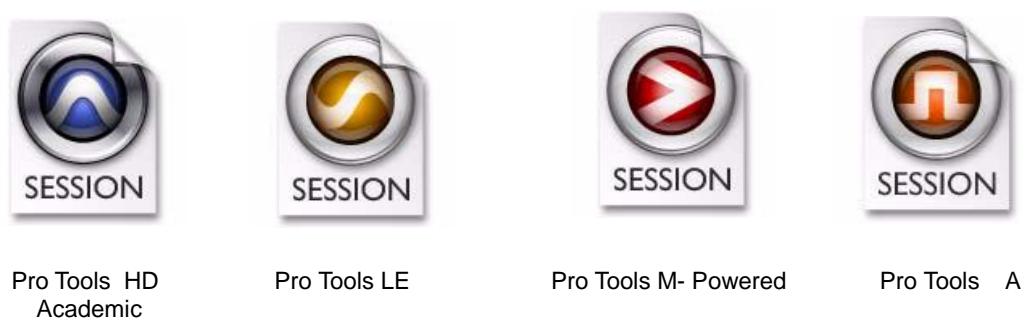 SESSION SESSION SESSION SESSION
Pro Tools HD Pro Tools LE Pro Tools M- Powered Pro Tools A
Academic